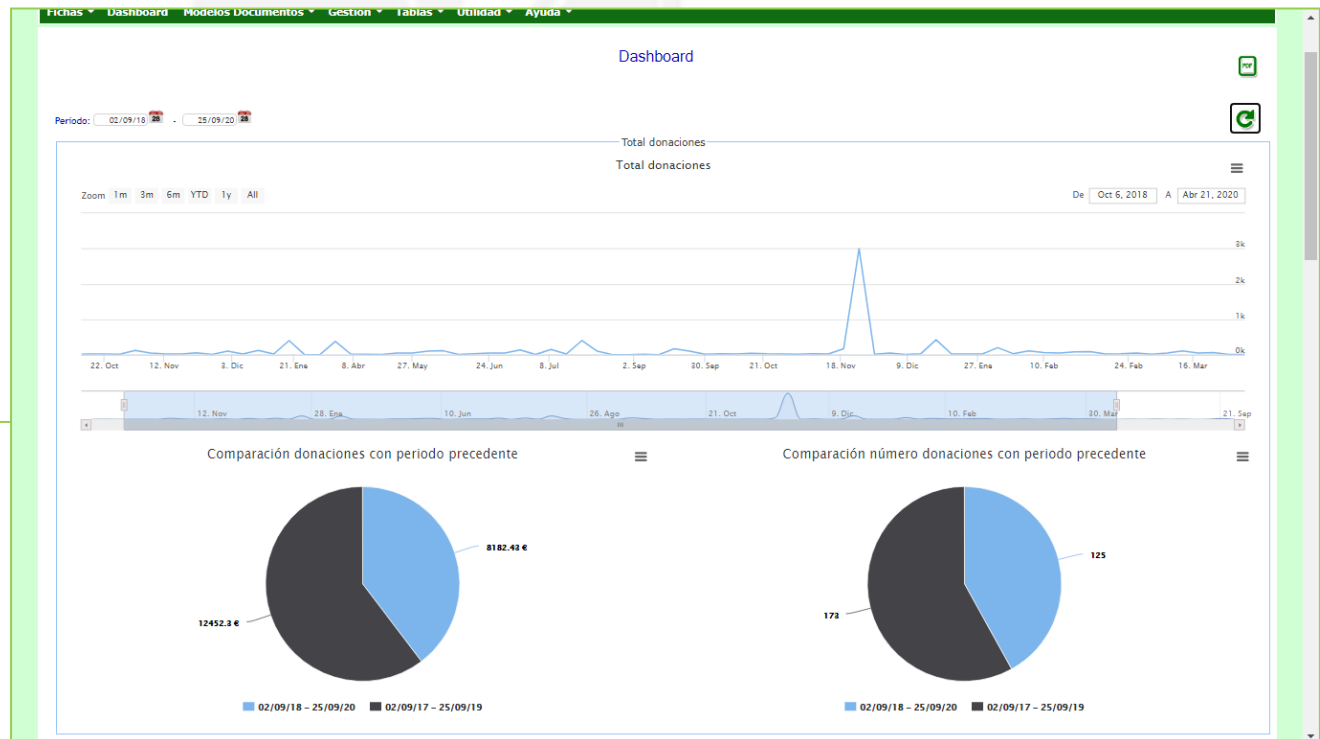 Fichas Dashboard Modelos Documentos Gestión Tablas Utilidad Ayuda
Dashboard
PDF
Periodo: 02/09/18 28 - 25/09/20 28
Total donaciones
Total donaciones
Zoom 1m 3m 6m YTD 1y All De Oct 6, 2018 A Abr 21, 2020
3k
2k
1k
0k
22. Oct 12. Nov 3. Dic 21. Ene 8. Abr 27. May 24. Jun 8. Jul 2. Sep 30. Sep 21. Oct 18. Nov 9. Dic 27. Ene 10. Feb 24. Feb 16. Mar
12. Nov 28. Ene 10. Jun 26. Ago 21. Oct 9. Dic 10. Feb 30. Mar 21. Sep
Comparación donaciones con periodo precedente
8182.43 €
12452.3 €
02/09/18 – 25/09/20 02/09/17 – 25/09/19
Comparación número donaciones con periodo precedente
125
173
02/09/18 – 25/09/20 02/09/17 – 25/09/19